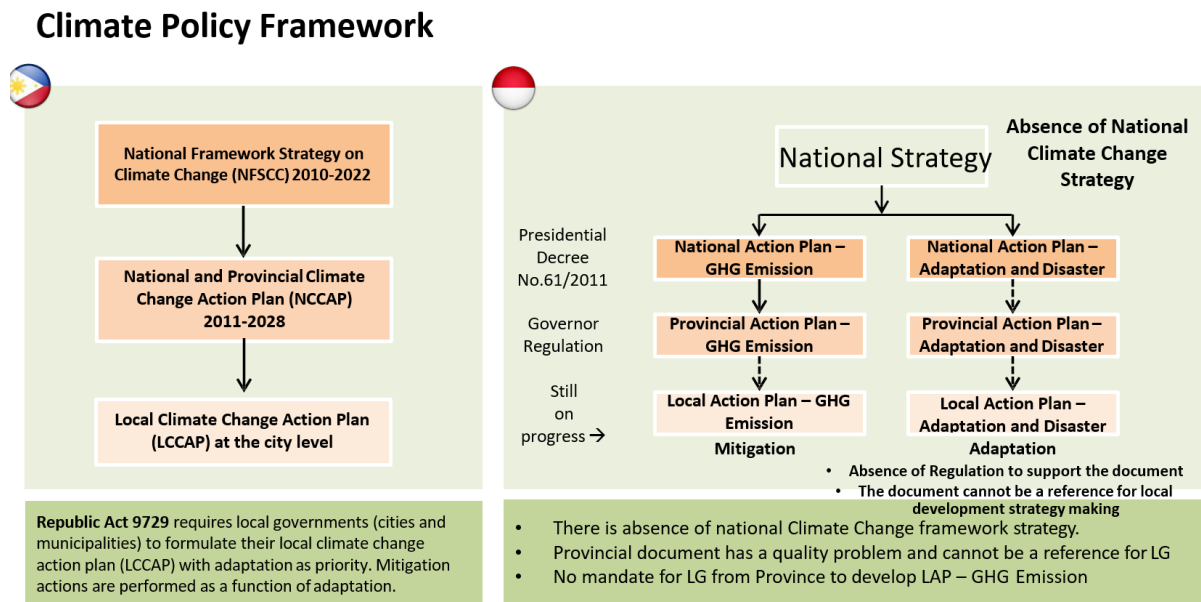 Climate Policy Framework
National Framework Strategy on
Climate Change (NFSCC) 2010-2022
National and Provincial Climate
Change Action Plan (NCCAP)
2011-2028
Local Climate Change Action Plan
(LCCAP) at the city level
Republic Act 9729 requires local governments (cities and
municipalities) to formulate their local climate change
action plan (LCCAP) with adaptation as priority. Mitigation
actions are performed as a function of adaptation.
National Strategy
Absence of National
Climate Change
Strategy
Presidential
Decree
No.61/2011
National Action Plan –
GHG Emission
National Action Plan –
Adaptation and Disaster
Governor
Regulation
Provincial Action Plan –
GHG Emission
Provincial Action Plan –
Adaptation and Disaster
Still
on
progress →
Local Action Plan – GHG
Emission
Local Action Plan –
Adaptation and Disaster
Mitigation
Adaptation
• Absence of Regulation to support the document
• The document cannot be a reference for local
development strategy making
• There is absence of national Climate Change framework strategy.
• Provincial document has a quality problem and cannot be a reference for LG
• No mandate for LG from Province to develop LAP – GHG Emission